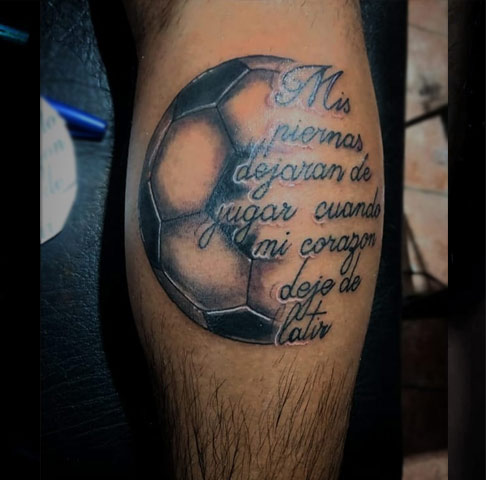 Mis
piernas
dejaran de
jugar cuando
mi corazon
deje de
latir